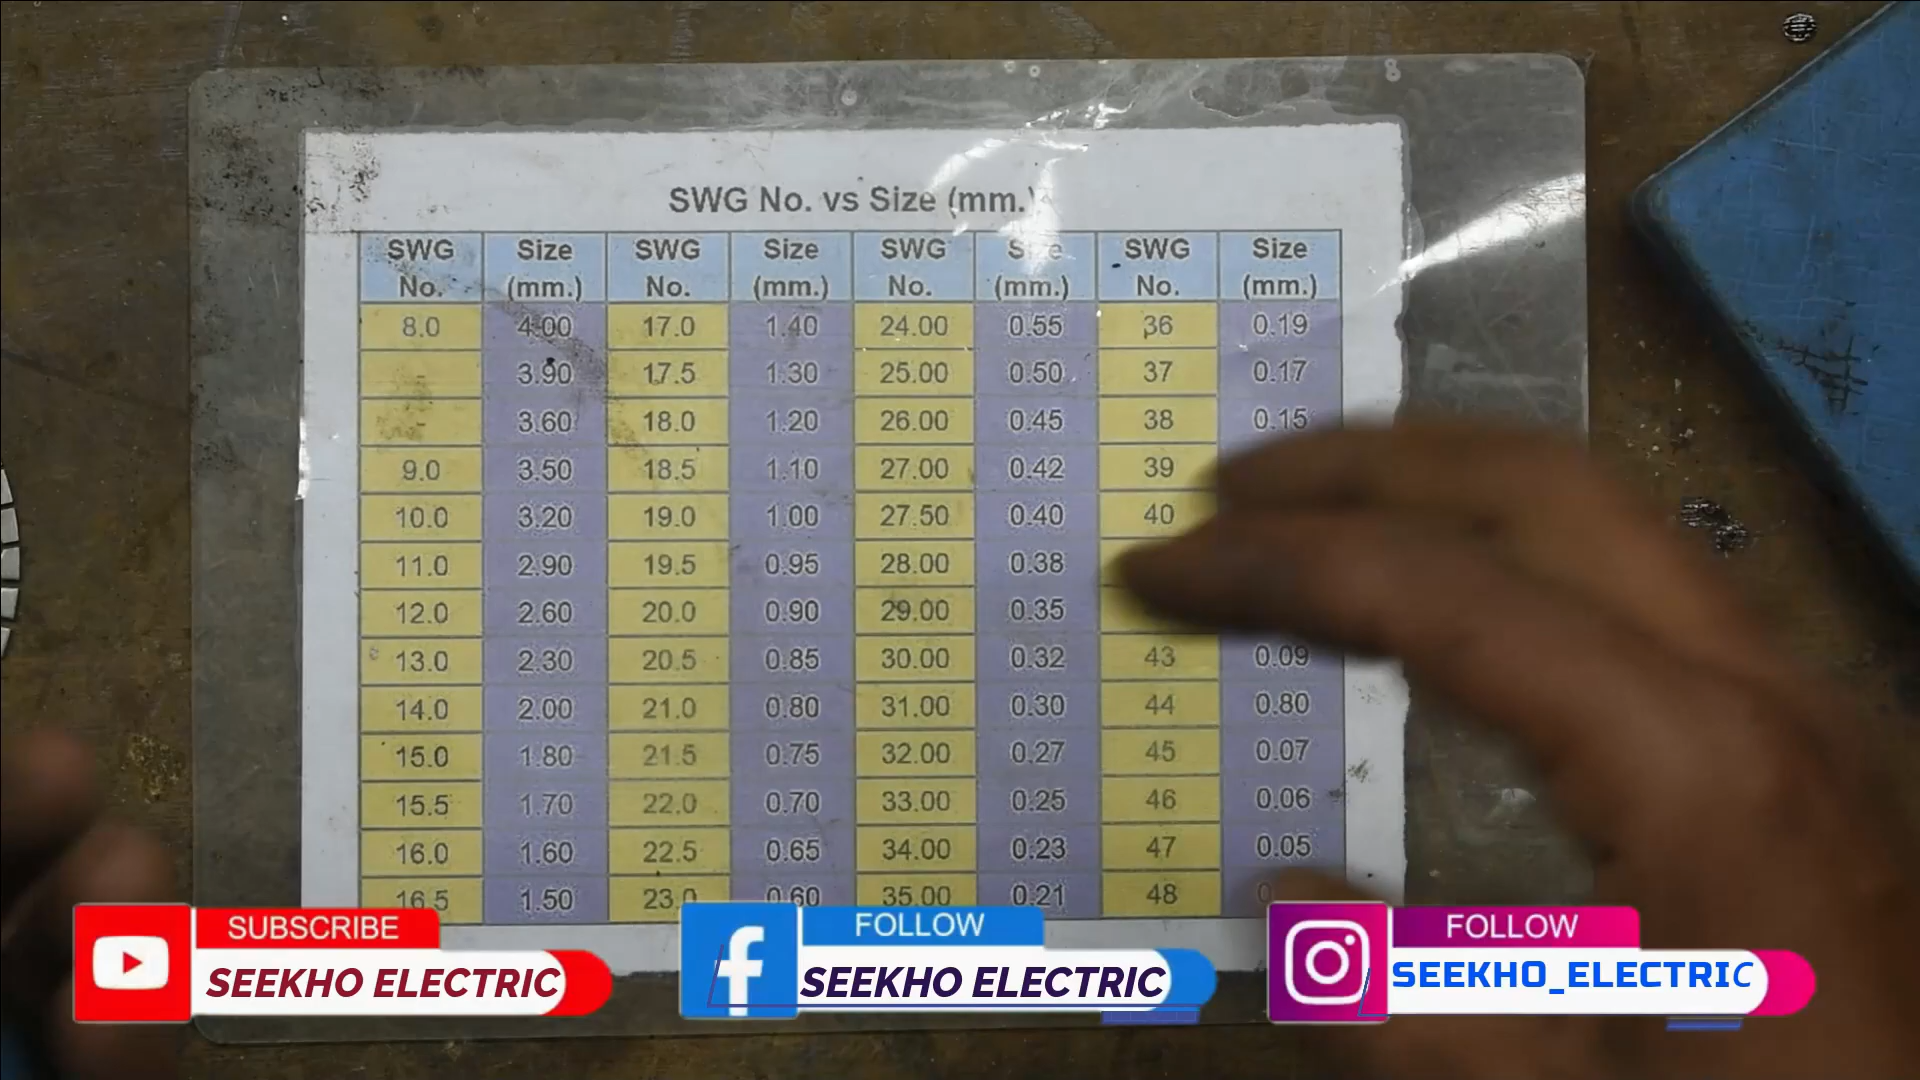 SWG No. vs Size (mm.)
SWG No. Size (mm.) SWG No. Size (mm.) SWG No. Size (mm.) SWG No. Size (mm.)
8.0 4.00 17.0 1.40 24.00 0.55 36 0.19
- 3.90 17.5 1.30 25.00 0.50 37 0.17
- 3.60 18.0 1.20 26.00 0.45 38 0.15
9.0 3.50 18.5 1.10 27.00 0.42 39
10.0 3.20 19.0 1.00 27.50 0.40 40
11.0 2.90 19.5 0.95 28.00 0.38
12.0 2.60 20.0 0.90 29.00 0.35
13.0 2.30 20.5 0.85 30.00 0.32 43 0.09
14.0 2.00 21.0 0.80 31.00 0.30 44 0.80
15.0 1.80 21.5 0.75 32.00 0.27 45 0.07
15.5 1.70 22.0 0.70 33.00 0.25 46 0.06
16.0 1.60 22.5 0.65 34.00 0.23 47 0.05
16.5 1.50 23.0 0.60 35.00 0.21 48
SUBSCRIBE
SEEKHO ELECTRIC
FOLLOW
SEEKHO ELECTRIC
FOLLOW
SEEKHO_ELECTRIC